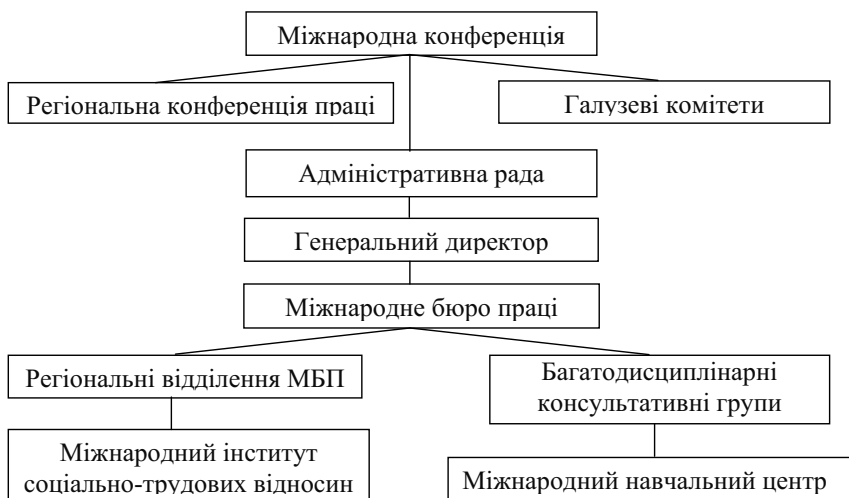 Міжнародна конференція
Регіональна конференція праці
Галузеві комітети
Адміністративна рада
Генеральний директор
Міжнародне бюро праці
Регіональні відділення МБП
Багатодисциплінарні
консультативні групи
Міжнародний інститут
соціально-трудових відносин
Міжнародний навчальний центр